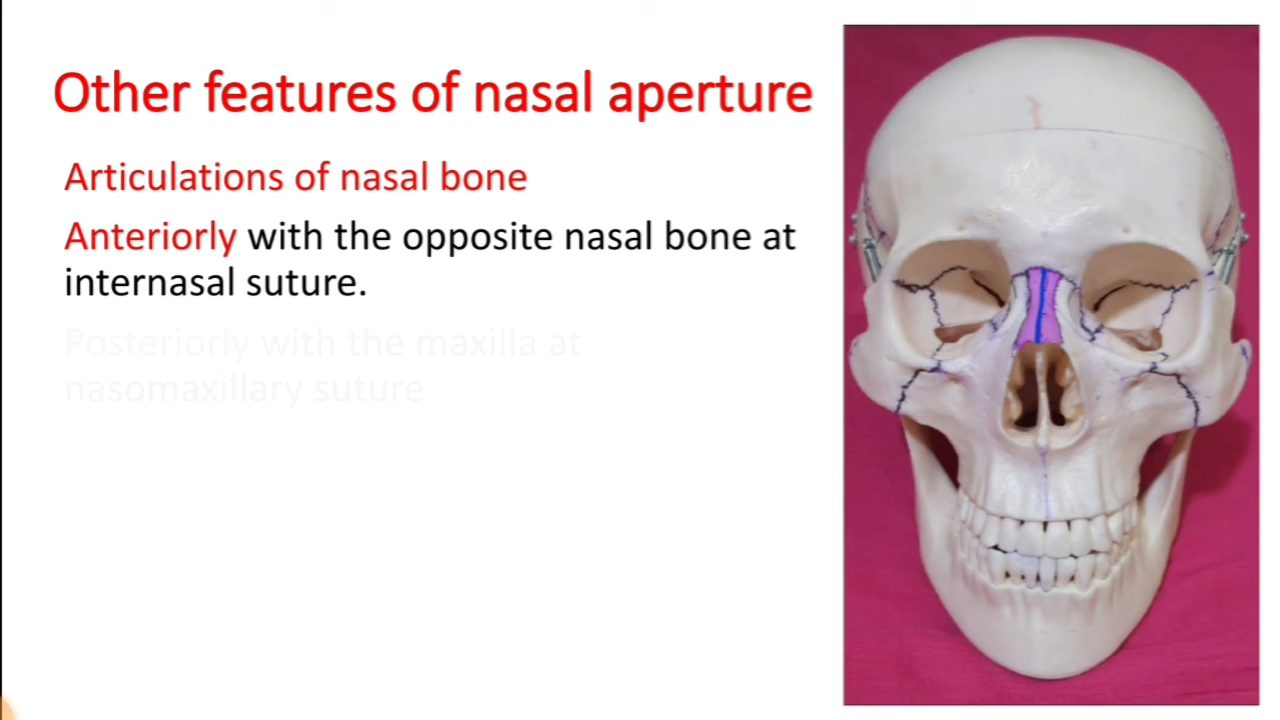 Other features of nasal aperture
Articulations of nasal bone
Anteriorly with the opposite nasal bone at
internasal suture.
Posteriorly with the maxilla at
nasomaxillary suture